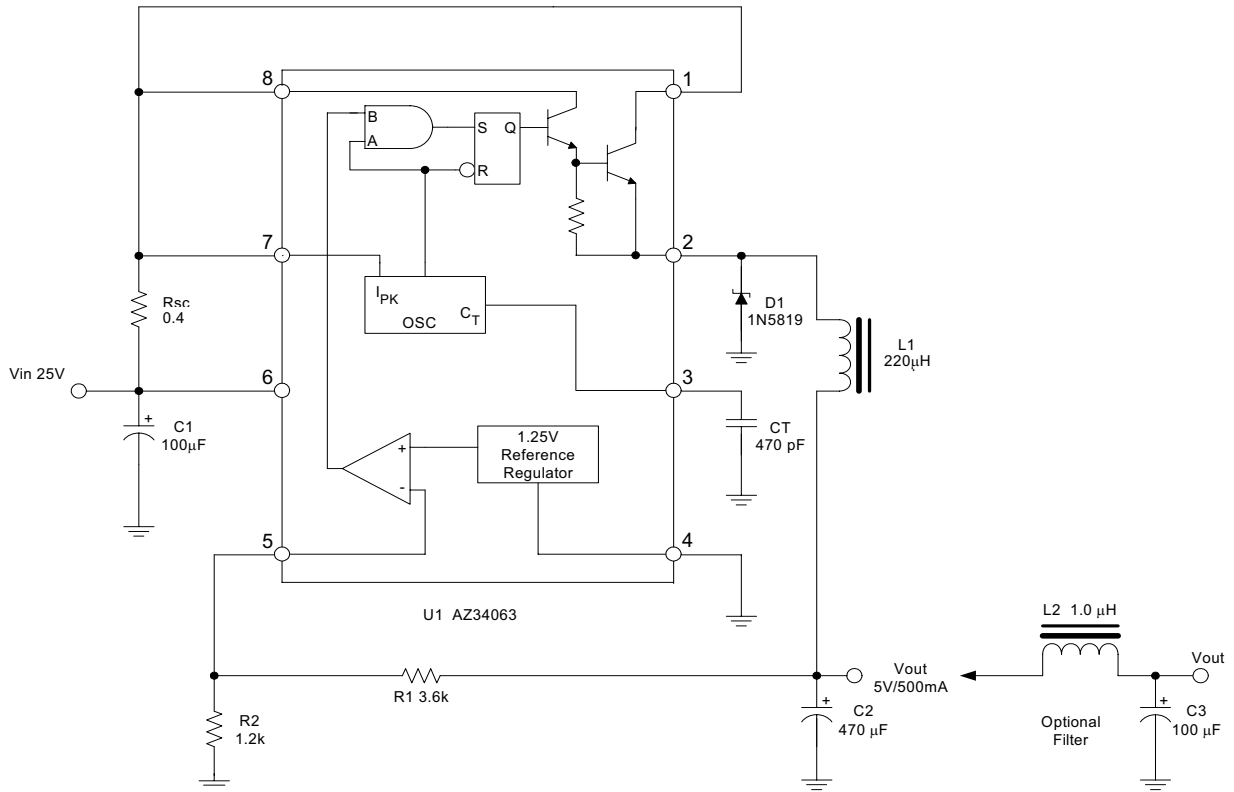 8
1
B
A
S Q
R
7
2
I PK
C T
OSC
Rsc
0.4
D1
1N5819
L1
220µH
Vin 25V
6
3
C1
100µF
+
CT
470 pF
1.25V
Reference
Regulator
+
-
5
4
U1 AZ34063
L2 1.0 µH
Vout
5V/500mA
Vout
R1 3.6k
R2
1.2k
+
C2
470 µF
Optional
Filter
+
C3
100 µF